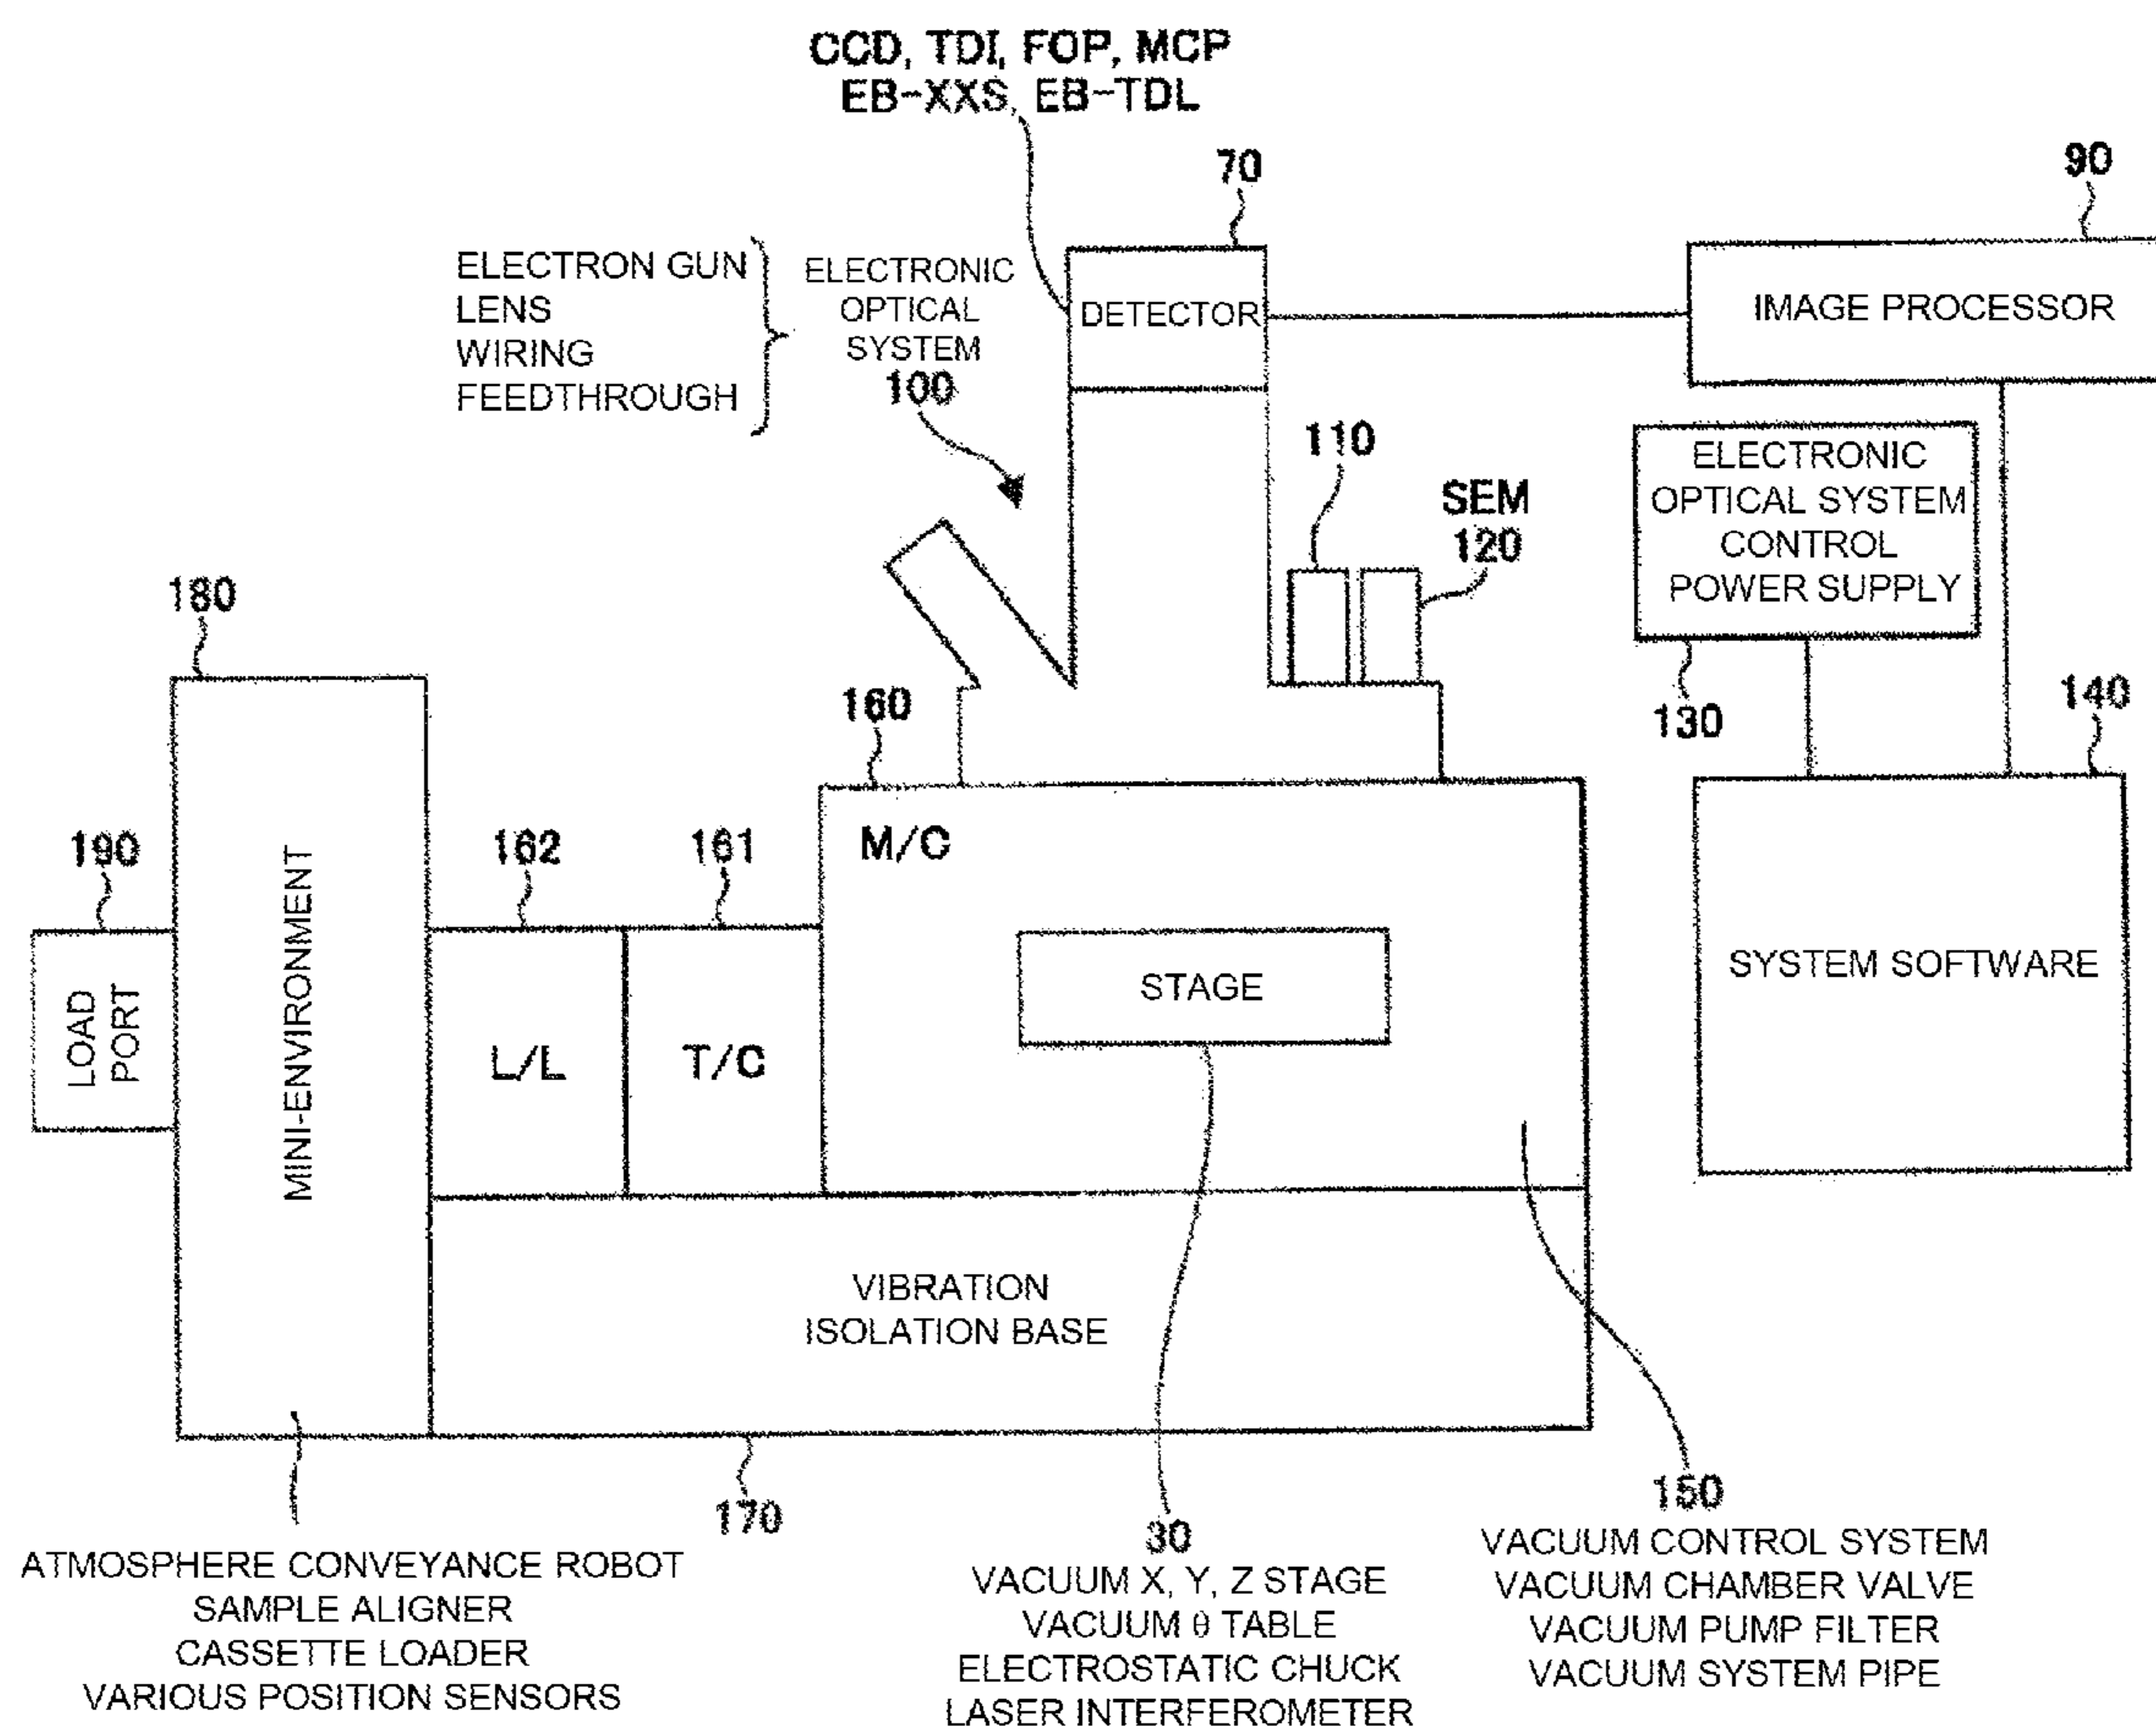 CCD, TDI, FOP, MCP
EB-XXS, EB-TDL
70
90
ELECTRON GUN
LENS
WIRING
FEEDTHROUGH
ELECTRONIC
OPTICAL
SYSTEM
100
DETECTOR
IMAGE PROCESSOR
110
SEM
120
ELECTRONIC
OPTICAL SYSTEM
CONTROL
POWER SUPPLY
130
140
180
160
190
162
161
M/C
LOAD
PORT
MINI-ENVIRONMENT
L/L
T/C
STAGE
SYSTEM SOFTWARE
VIBRATION
ISOLATION BASE
170
ATMOSPHERE CONVEYANCE ROBOT
SAMPLE ALIGNER
CASSETTE LOADER
VARIOUS POSITION SENSORS
30
VACUUM X, Y, Z STAGE
VACUUM θ TABLE
ELECTROSTATIC CHUCK
LASER INTERFEROMETER
150
VACUUM CONTROL SYSTEM
VACUUM CHAMBER VALVE
VACUUM PUMP FILTER
VACUUM SYSTEM PIPE